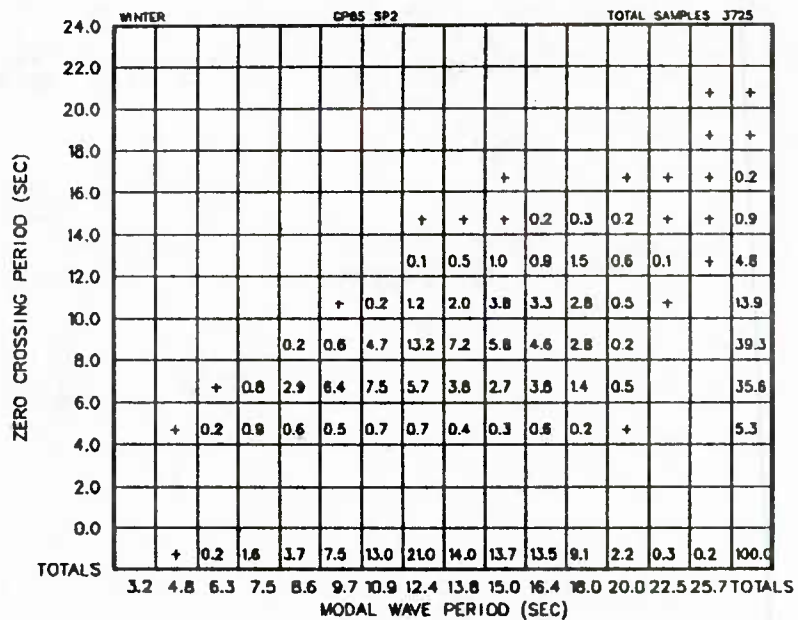 WINTER GP85 SP2 TOTAL SAMPLES 3725
24.0
22.0
+ +
20.0
+ +
18.0
+ + + + 0.2
16.0
+ + + 0.2 0.3 0.2 + + 0.9
14.0
0.1 0.5 1.0 0.9 1.5 0.6 0.1 + 4.8
12.0
+ 0.2 1.2 2.0 3.8 3.3 2.8 0.5 + 13.9
10.0
0.2 0.6 4.7 13.2 7.2 5.8 4.6 2.8 0.2 39.3
8.0
+ 0.8 2.9 6.4 7.5 5.7 3.8 2.7 3.8 1.4 0.5 35.6
6.0
+ 0.2 0.9 0.6 0.5 0.7 0.7 0.4 0.3 0.6 0.2 + 5.3
4.0
2.0
0.0
+ 0.2 1.6 3.7 7.5 13.0 21.0 14.0 13.7 13.5 9.1 2.2 0.3 0.2 100.0
TOTALS
3.2 4.8 6.3 7.5 8.6 9.7 10.9 12.4 13.8 15.0 16.4 18.0 20.0 22.5 25.7 TOTALS
MODAL WAVE PERIOD (SEC)
ZERO CROSSING PERIOD (SEC)